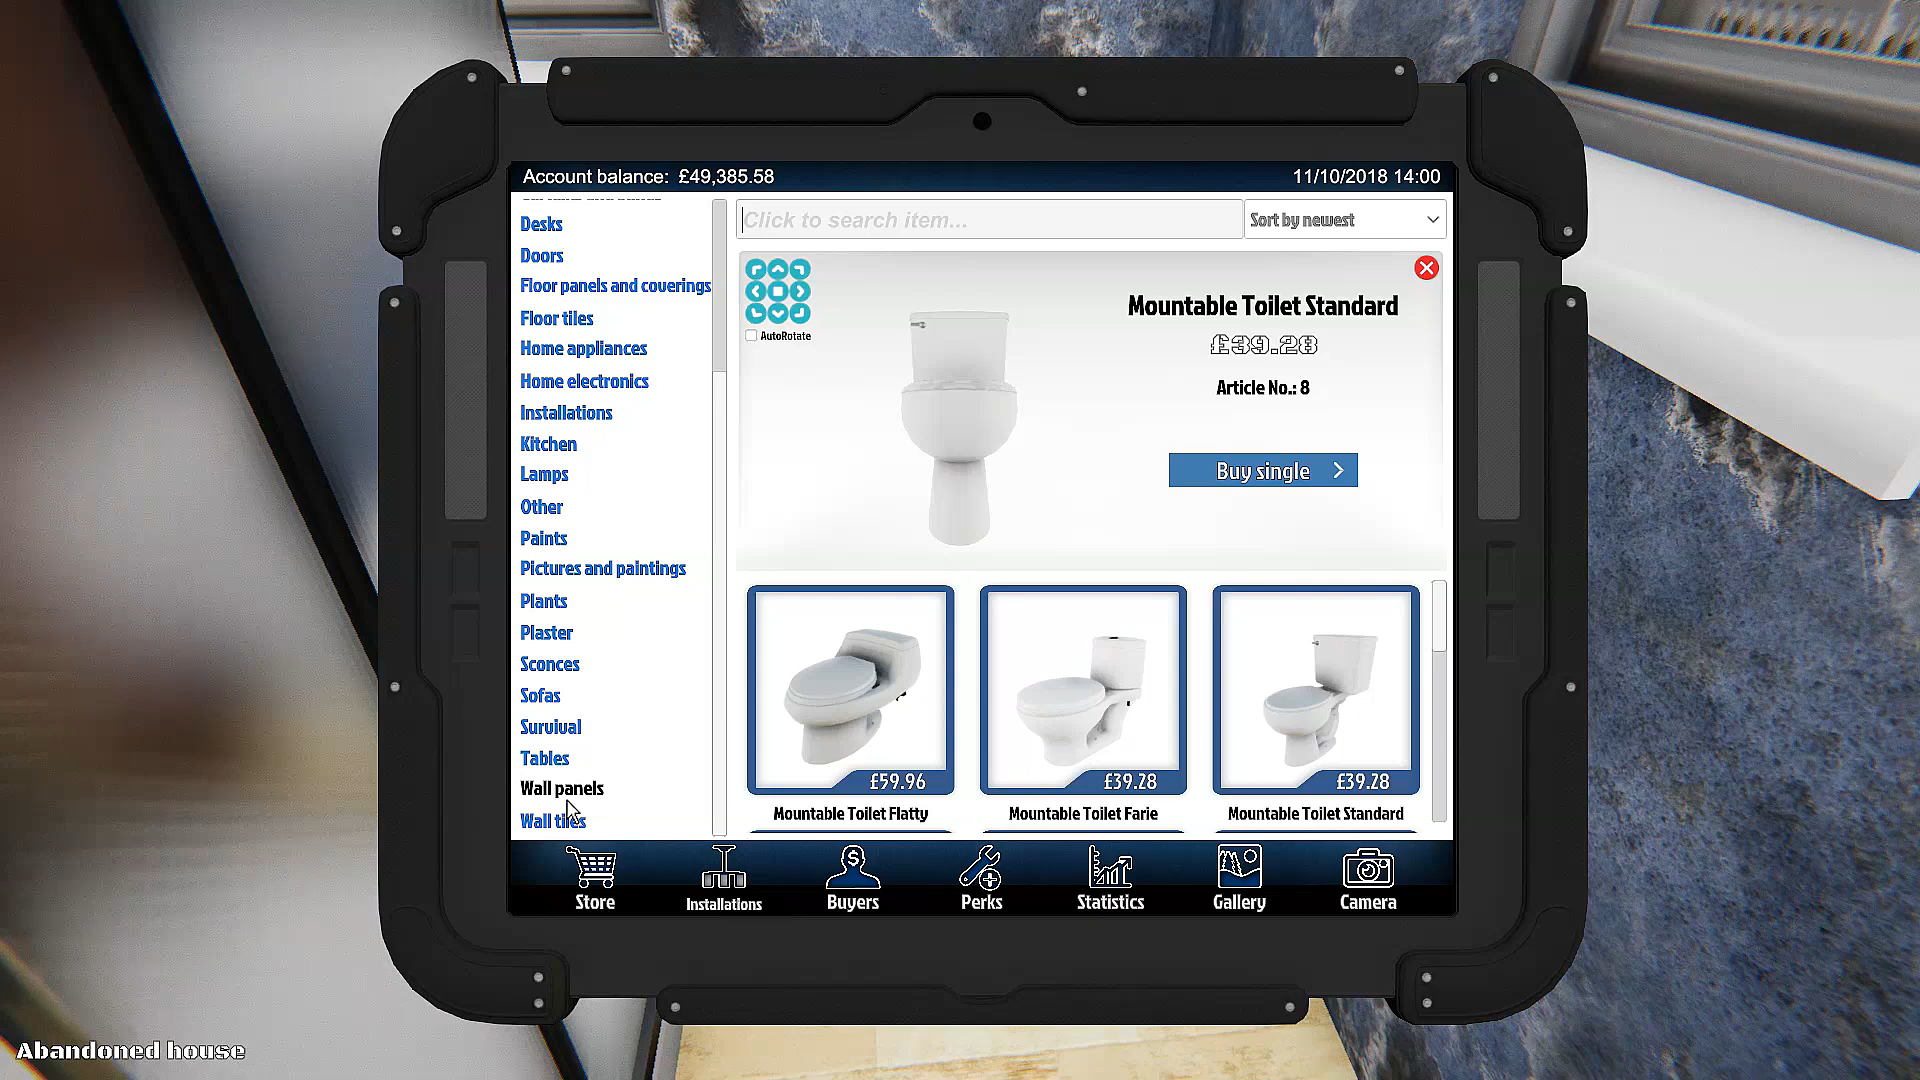 Account balance: £49,385.58
11/10/2018 14:00
Desks
Doors
Floor panels and coverings
Floor tiles
Home appliances
Home electronics
Installations
Kitchen
Lamps
Other
Paints
Pictures and paintings
Plants
Plaster
Sconces
Sofas
Survival
Tables
Wall panels
Wall tiles
Click to search item...
Sort by newest
AutoRotate
Mountable Toilet Standard
£39.28
Article No.: 8
Buy single
£59.96
£39.28
£39.28
Mountable Toilet Flatty
Mountable Toilet Farie
Mountable Toilet Standard
Store
Installations
Buyers
Perks
Statistics
Gallery
Camera
Abandoned house